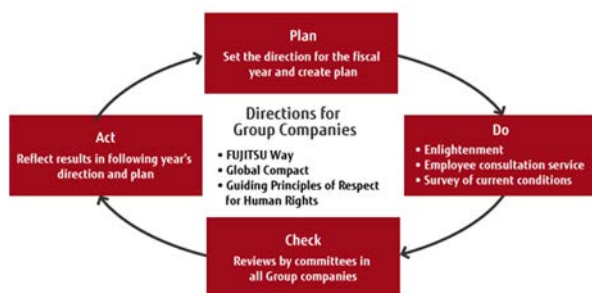 Plan
Set the direction for the fiscal
year and create plan
Directions for
Group Companies
• FUJITSU Way
• Global Compact
• Guiding Principles of Respect
for Human Rights
Act
Reflect results in following year's
direction and plan
Do
• Enlightenment
• Employee consultation service
• Survey of current conditions
Check
Reviews by committees in
all Group companies